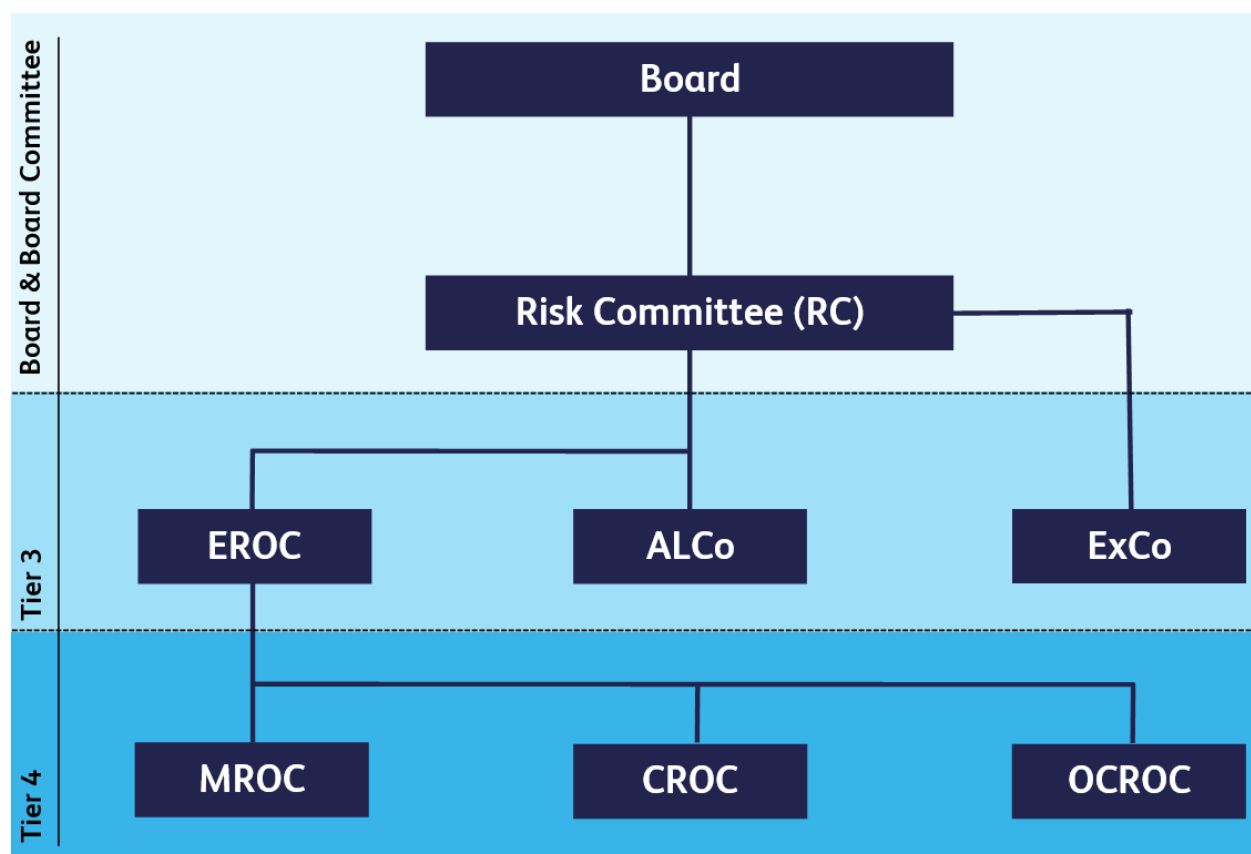 Board & Board Committee
Board
Risk Committee (RC)
Tier 3
EROC
ALCo
ExCo
Tier 4
MROC
CROC
OCROC